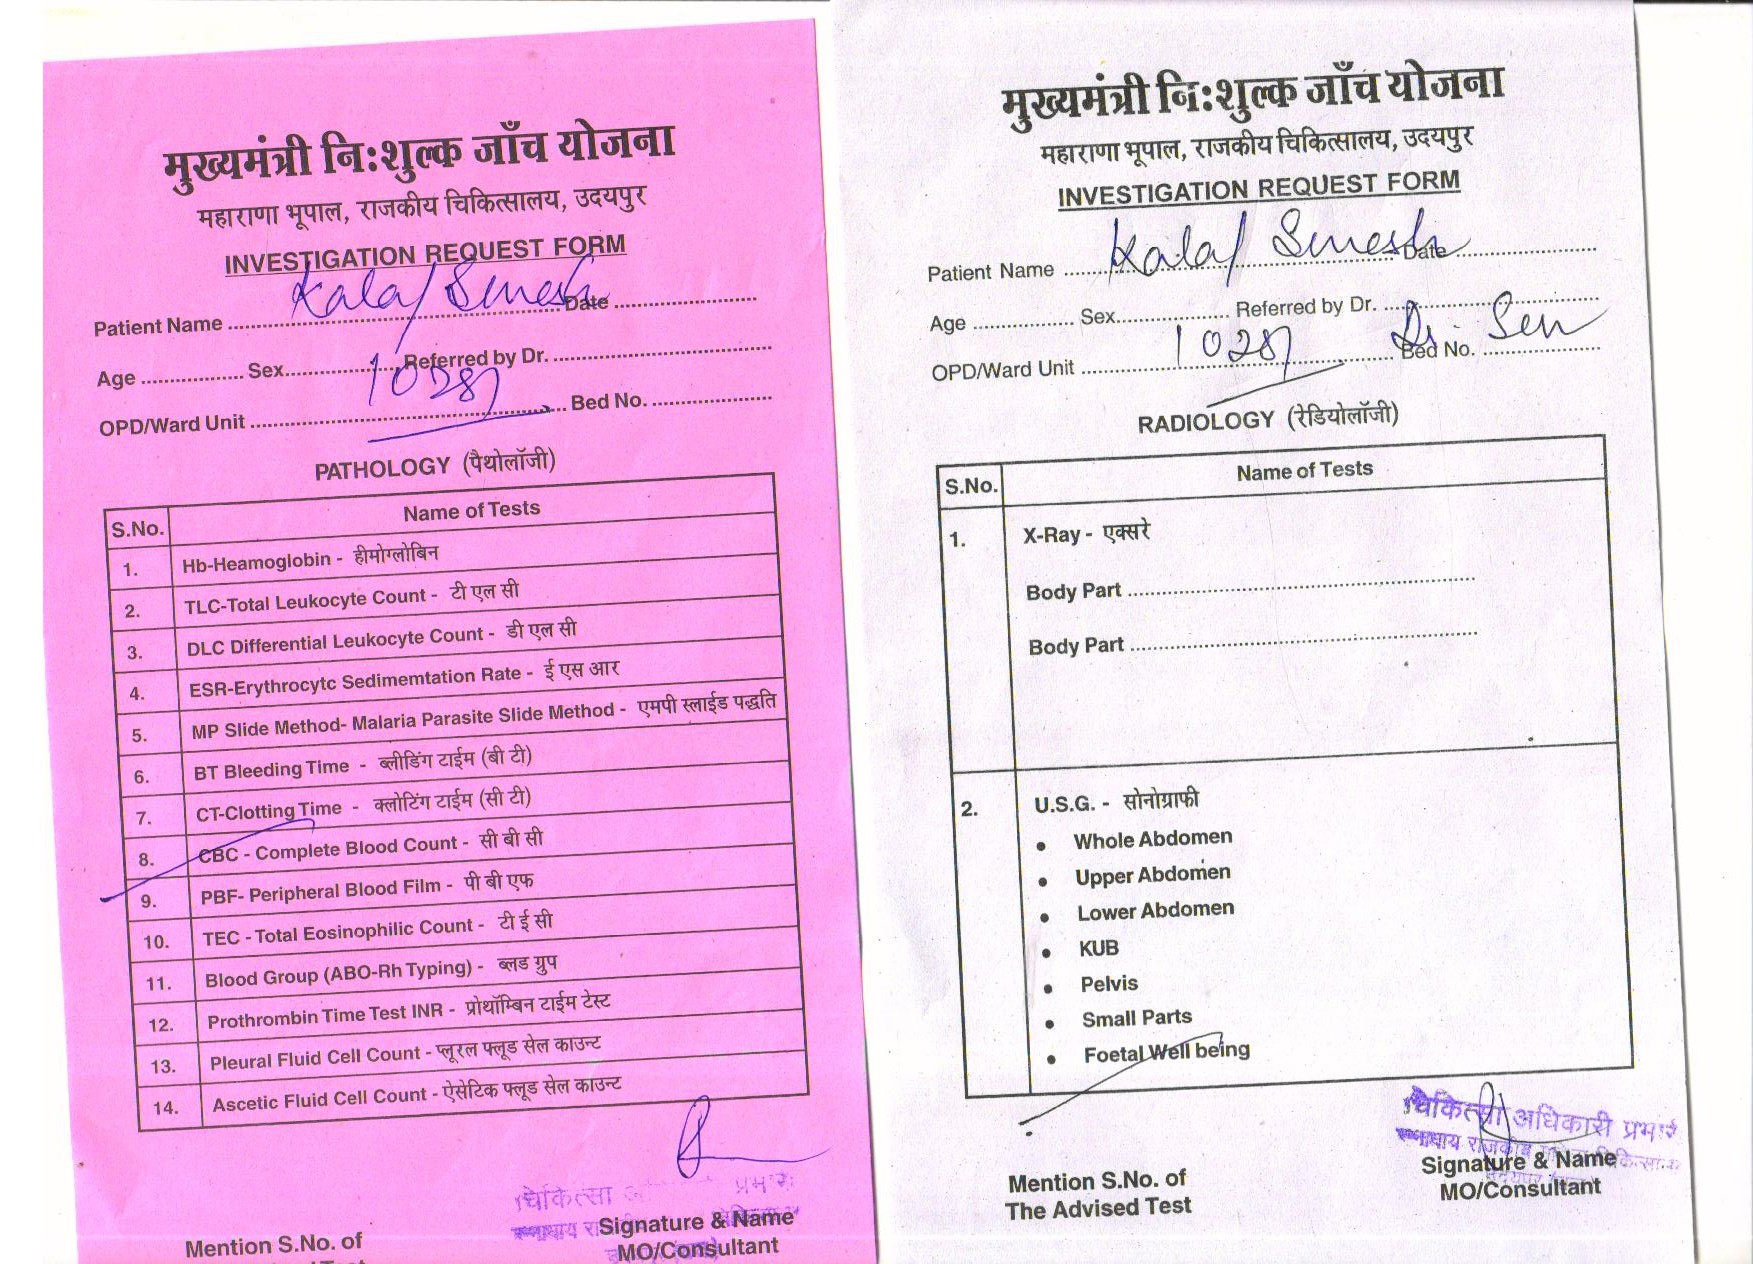 मुख्यमंत्री निःशुल्क जाँच योजना
महाराणा भूपाल, राजकीय चिकित्सालय, उदयपुर
INVESTIGATION REQUEST FORM
Patient Name Kala/ Date
Age Sex Referred by Dr.
OPD/Ward Unit 10287 Bed No.
PATHOLOGY (पैथोलॉजी)
S.No. Name of Tests
1. Hb-Heamoglobin - हीमोग्लोबिन
2. TLC-Total Leukocyte Count - टी एल सी
3. DLC Differential Leukocyte Count - डी एल सी
4. ESR-Erythrocytc Sedimemtation Rate - ई एस आर
5. MP Slide Method- Malaria Parasite Slide Method - एमपी स्लाईड पद्धति
6. BT Bleeding Time - ब्लीडिंग टाईम (बी टी)
7. CT-Clotting Time - क्लोटिंग टाईम (सी टी)
8. CBC - Complete Blood Count - सी बी सी
9. PBF- Peripheral Blood Film - पी बी एफ
10. TEC - Total Eosinophilic Count - टी ई सी
11. Blood Group (ABO-Rh Typing) - ब्लड ग्रुप
12. Prothrombin Time Test INR - प्रोथॉम्बिन टाईम टेस्ट
13. Pleural Fluid Cell Count - प्लूरल फ्लूड सेल काउन्ट
14. Ascetic Fluid Cell Count - ऐसेटिक फ्लूड सेल काउन्ट
चिकित्सा
Signature & Name
MO/Consultant
Mention S.No. of
मुख्यमंत्री निःशुल्क जाँच योजना
महाराणा भूपाल, राजकीय चिकित्सालय, उदयपुर
INVESTIGATION REQUEST FORM
Patient Name Kala/ Date
Age Sex Referred by Dr. Dr. Sen
OPD/Ward Unit 10287 Bed No.
RADIOLOGY (रेडियोलॉजी)
S.No. Name of Tests
1. X-Ray - एक्सरे
Body Part
Body Part
2. U.S.G. - सोनोग्राफी
• Whole Abdomen
• Upper Abdomen
• Lower Abdomen
• KUB
• Pelvis
• Small Parts
• Foetal Well being
चिकित्सा अधिकारी
Signature & Name
MO/Consultant
Mention S.No. of
The Advised Test